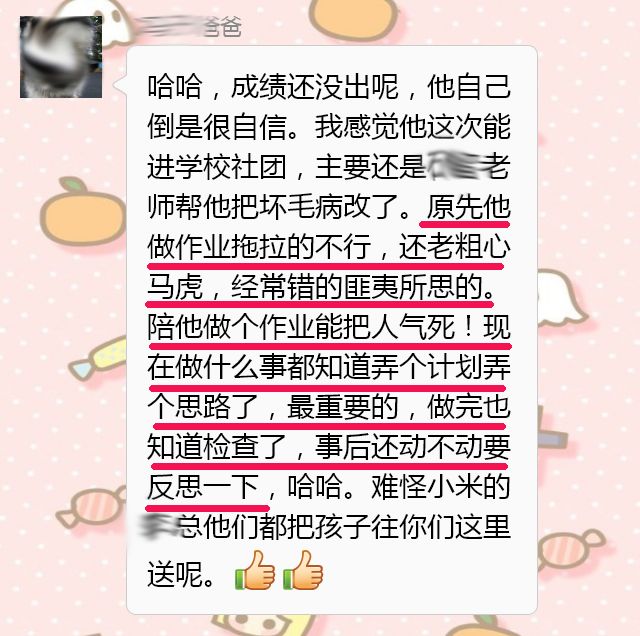 爸爸
哈哈，成绩还没出呢，他自己
倒是很自信。我感觉他这次能
进学校社团，主要还是老
师帮他把坏毛病改了。原先他
做作业拖拉的不行，还老粗心
马虎，经常错的匪夷所思的。
陪他做个作业能把人气死！现
在做什么事都知道弄个计划弄
个思路了，最重要的，做完也
知道检查了，事后还动不动要
反思一下，哈哈。难怪小米的
总他们都把孩子往你们这里
送呢。